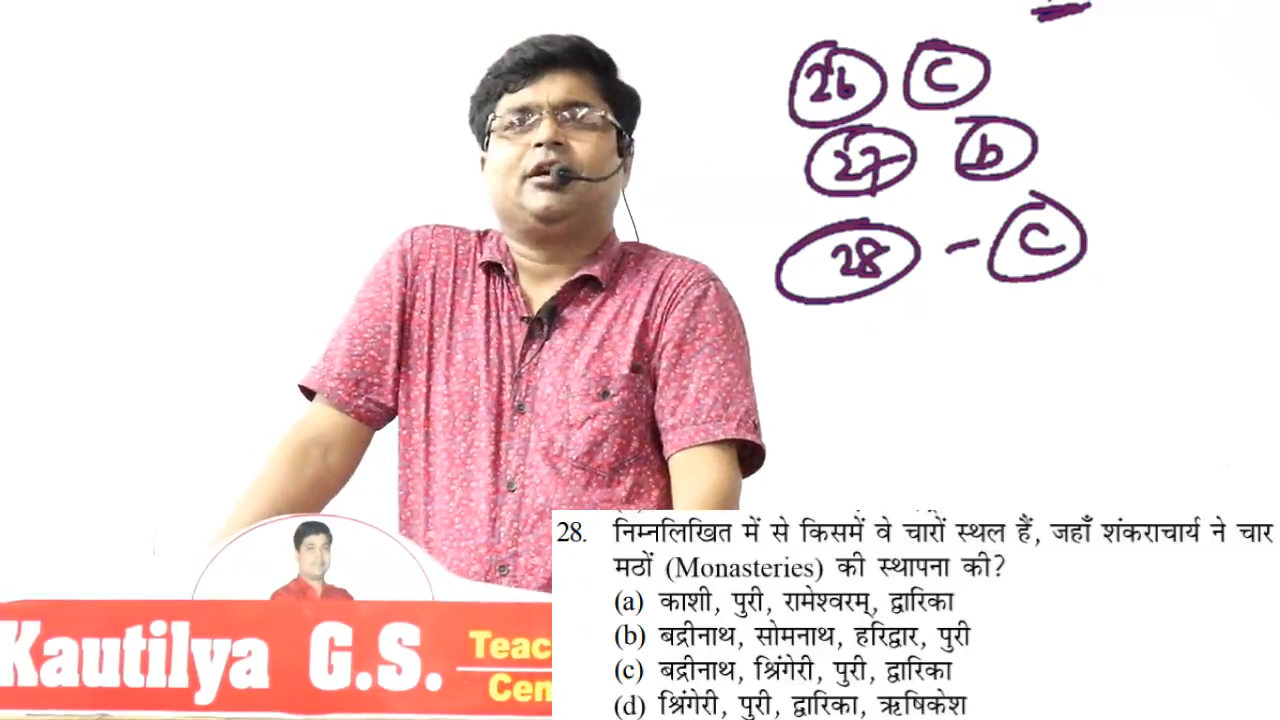 26 C
27 b
28 - C
28. निम्नलिखित में से किसमें वे चारों स्थल हैं, जहाँ शंकराचार्य ने चार
मठों (Monasteries) की स्थापना की?
(a) काशी, पुरी, रामेश्वरम्, द्वारिका
(b) बद्रीनाथ, सोमनाथ, हरिद्वार, पुरी
(c) बद्रीनाथ, श्रिंगेरी, पुरी, द्वारिका
(d) श्रिंगेरी, पुरी, द्वारिका, ऋषिकेश
Kautilya G.S.
Teac
Cen